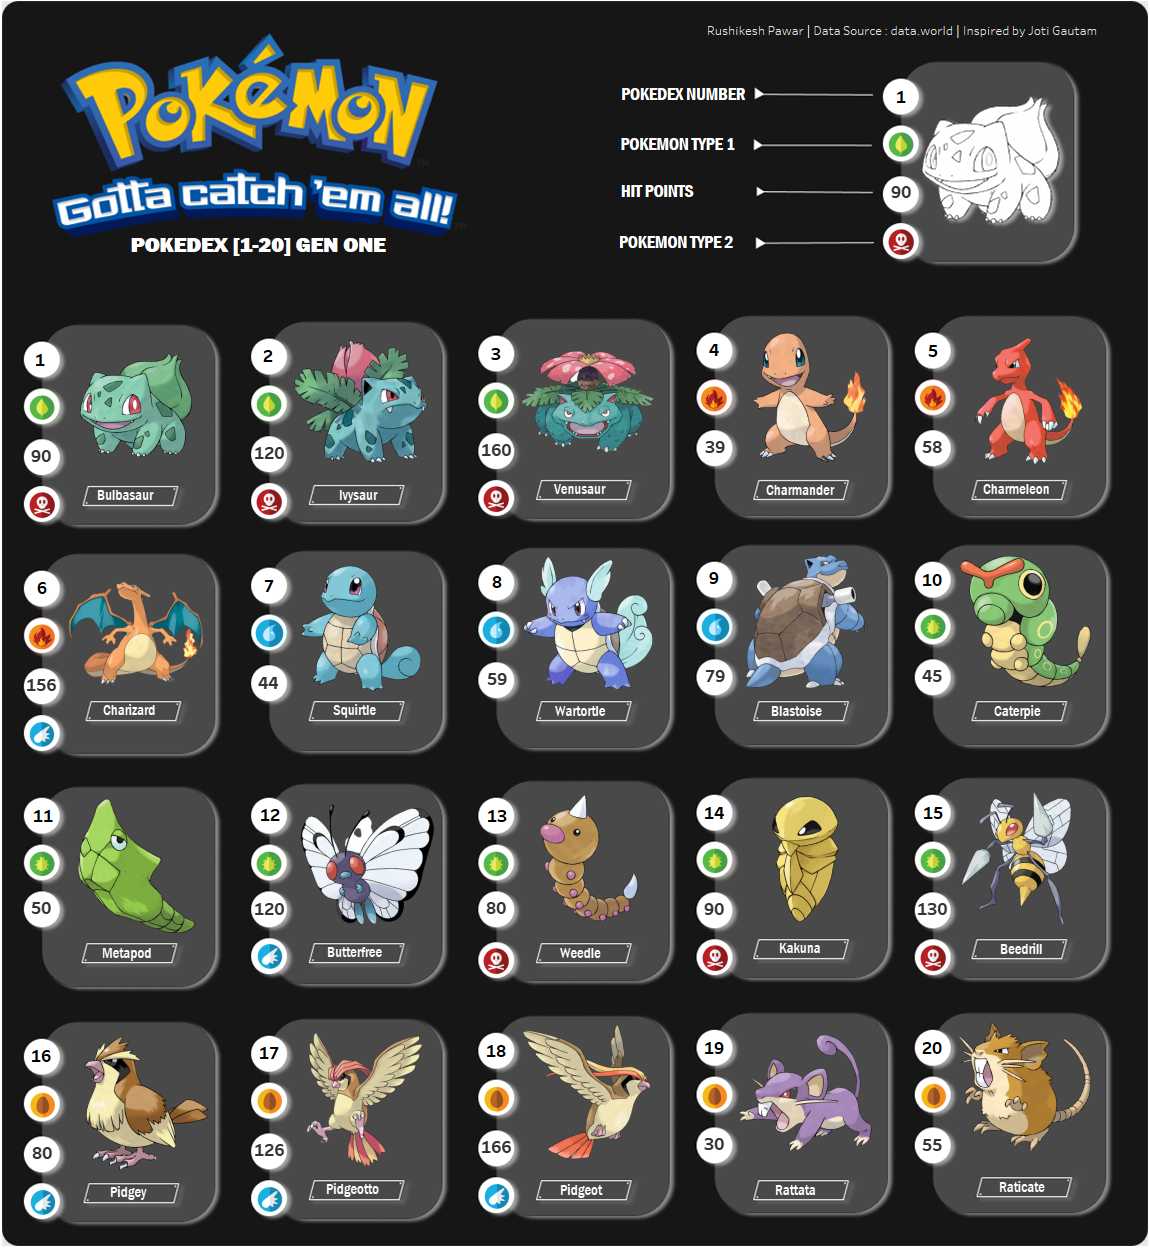 Rushikesh Pawar | Data Source : data.world | Inspired by Joti Gautam
POKéMON
TM
Gotta catch 'em all!
TM
POKEDEX [1-20] GEN ONE
POKEDEX NUMBER
1
POKEMON TYPE 1
HIT POINTS
90
POKEMON TYPE 2
1
90
Bulbasaur
2
120
Ivysaur
3
160
Venusaur
4
39
Charmander
5
58
Charmeleon
6
156
Charizard
7
44
Squirtle
8
59
Wartortle
9
79
Blastoise
10
45
Caterpie
11
50
Metapod
12
120
Butterfree
13
80
Weedle
14
90
Kakuna
15
130
Beedrill
16
80
Pidgey
17
126
Pidgeotto
18
166
Pidgeot
19
30
Rattata
20
55
Raticate